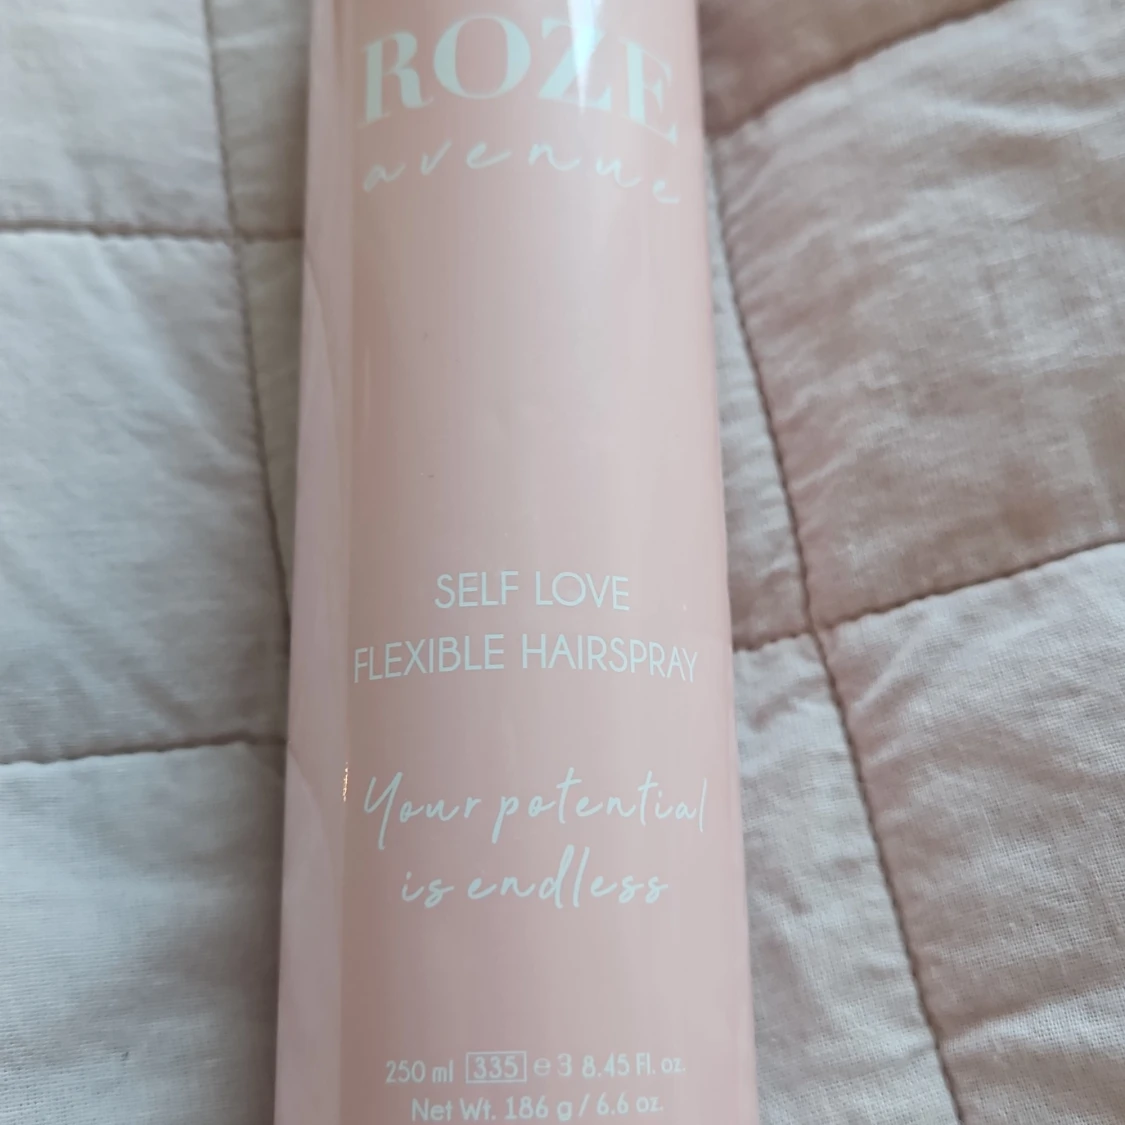 ROZE
avenue
SELF LOVE
FLEXIBLE HAIRSPRAY
Your potential
is endless
250 ml 335 e 3 8.45 Fl. oz.
Net Wt. 186 g / 6.6 oz.